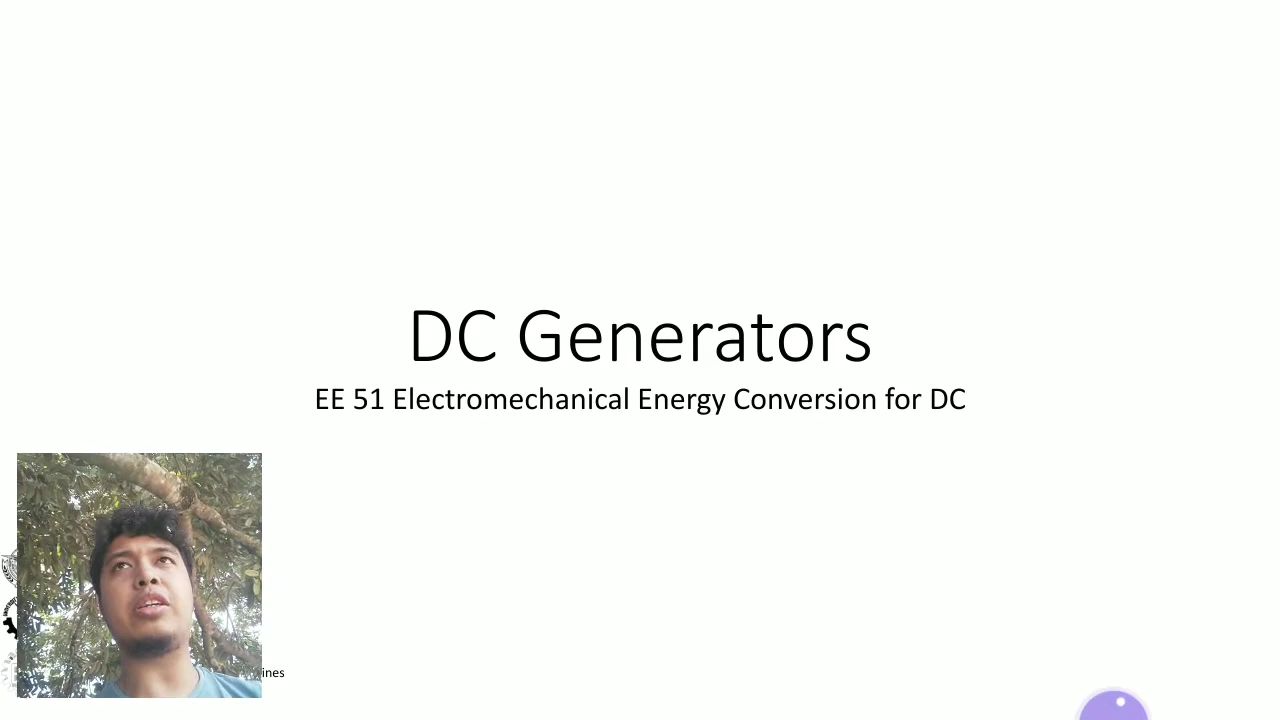 DC Generators
EE 51 Electromechanical Energy Conversion for DC